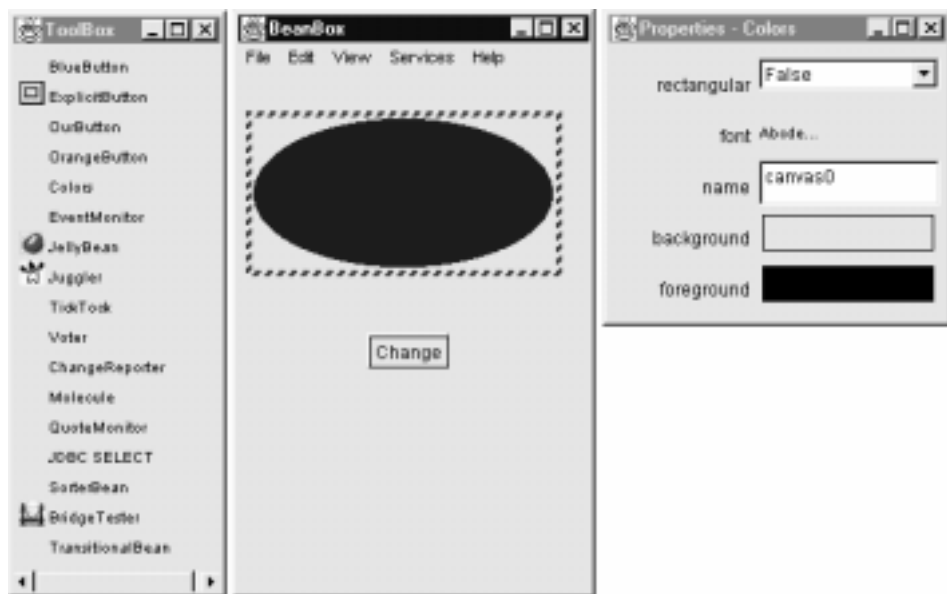 ToolBox
BlueButton
ExplicitButton
OurButton
OrangeButton
Colors
EventMonitor
JellyBean
Juggler
TickTock
Voter
ChangeReporter
Molecule
QuoteMonitor
JDBC SELECT
SorterBean
BridgeTester
TransitionalBean
BeanBox
File Edit View Services Help
Change
Properties - Colors
rectangular False
font Abcde...
name canvas0
background
foreground